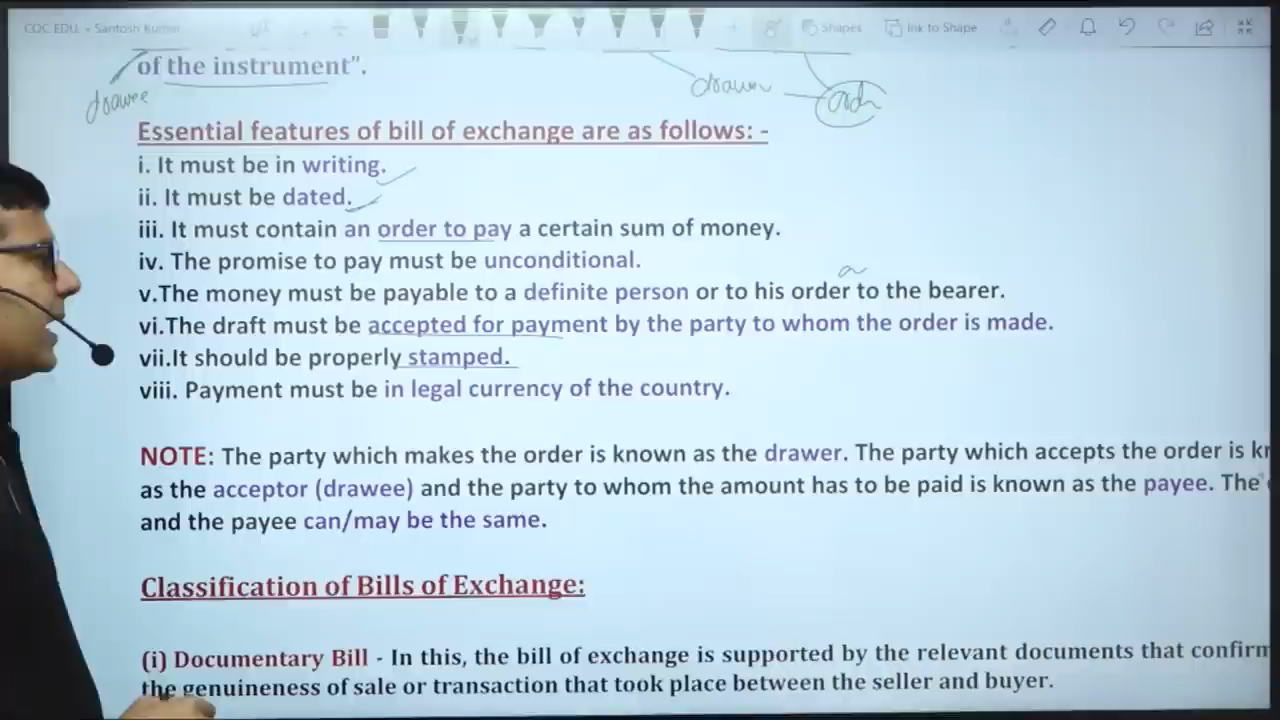 COC EDU. - Santosh Kumar
Shapes
Ink to Shape
of the instrument”.
drawee
drawer
Essential features of bill of exchange are as follows: -
i. It must be in writing.
ii. It must be dated.
iii. It must contain an order to pay a certain sum of money.
iv. The promise to pay must be unconditional.
v.The money must be payable to a definite person or to his order to the bearer.
vi.The draft must be accepted for payment by the party to whom the order is made.
vii.It should be properly stamped.
viii. Payment must be in legal currency of the country.
NOTE: The party which makes the order is known as the drawer. The party which accepts the order is
as the acceptor (drawee) and the party to whom the amount has to be paid is known as the payee. The
and the payee can/may be the same.
Classification of Bills of Exchange:
(i) Documentary Bill - In this, the bill of exchange is supported by the relevant documents that confirm
the genuineness of sale or transaction that took place between the seller and buyer.